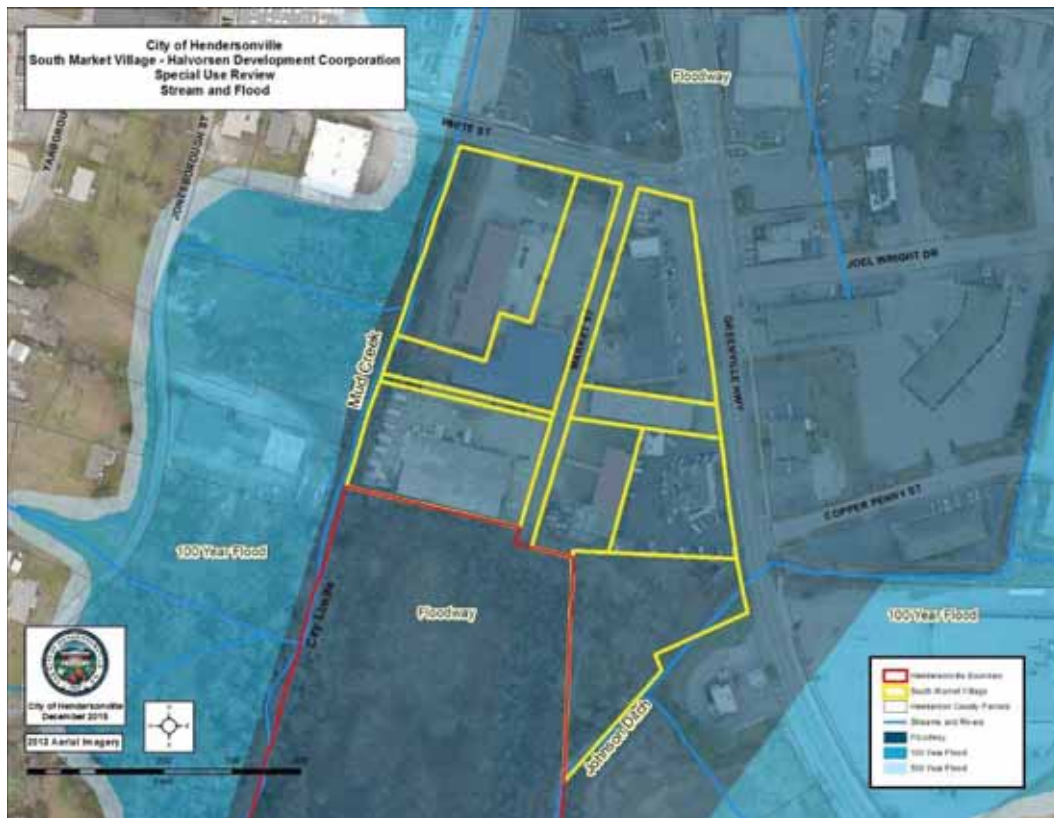 City of Hendersonville
South Market Village - Halvorsen Development Coorporation
Special Use Review
Stream and Flood
Floodway
WHITE ST
JONESBOROUGH ST
JOEL WRIGHT DR
MARKET ST
GREENVILLE HWY
Mud Creek
COPPER PENNY ST
100 Year Flood
City Limits
Floodway
100 Year Flood
Johnson Ditch
City of Hendersonville
December 2015
2013 Aerial Imagery
Hendersonville Boundary
South Market Village
Henderson County Parcels
Streams and Rivers
Floodway
100 Year Flood
500 Year Flood